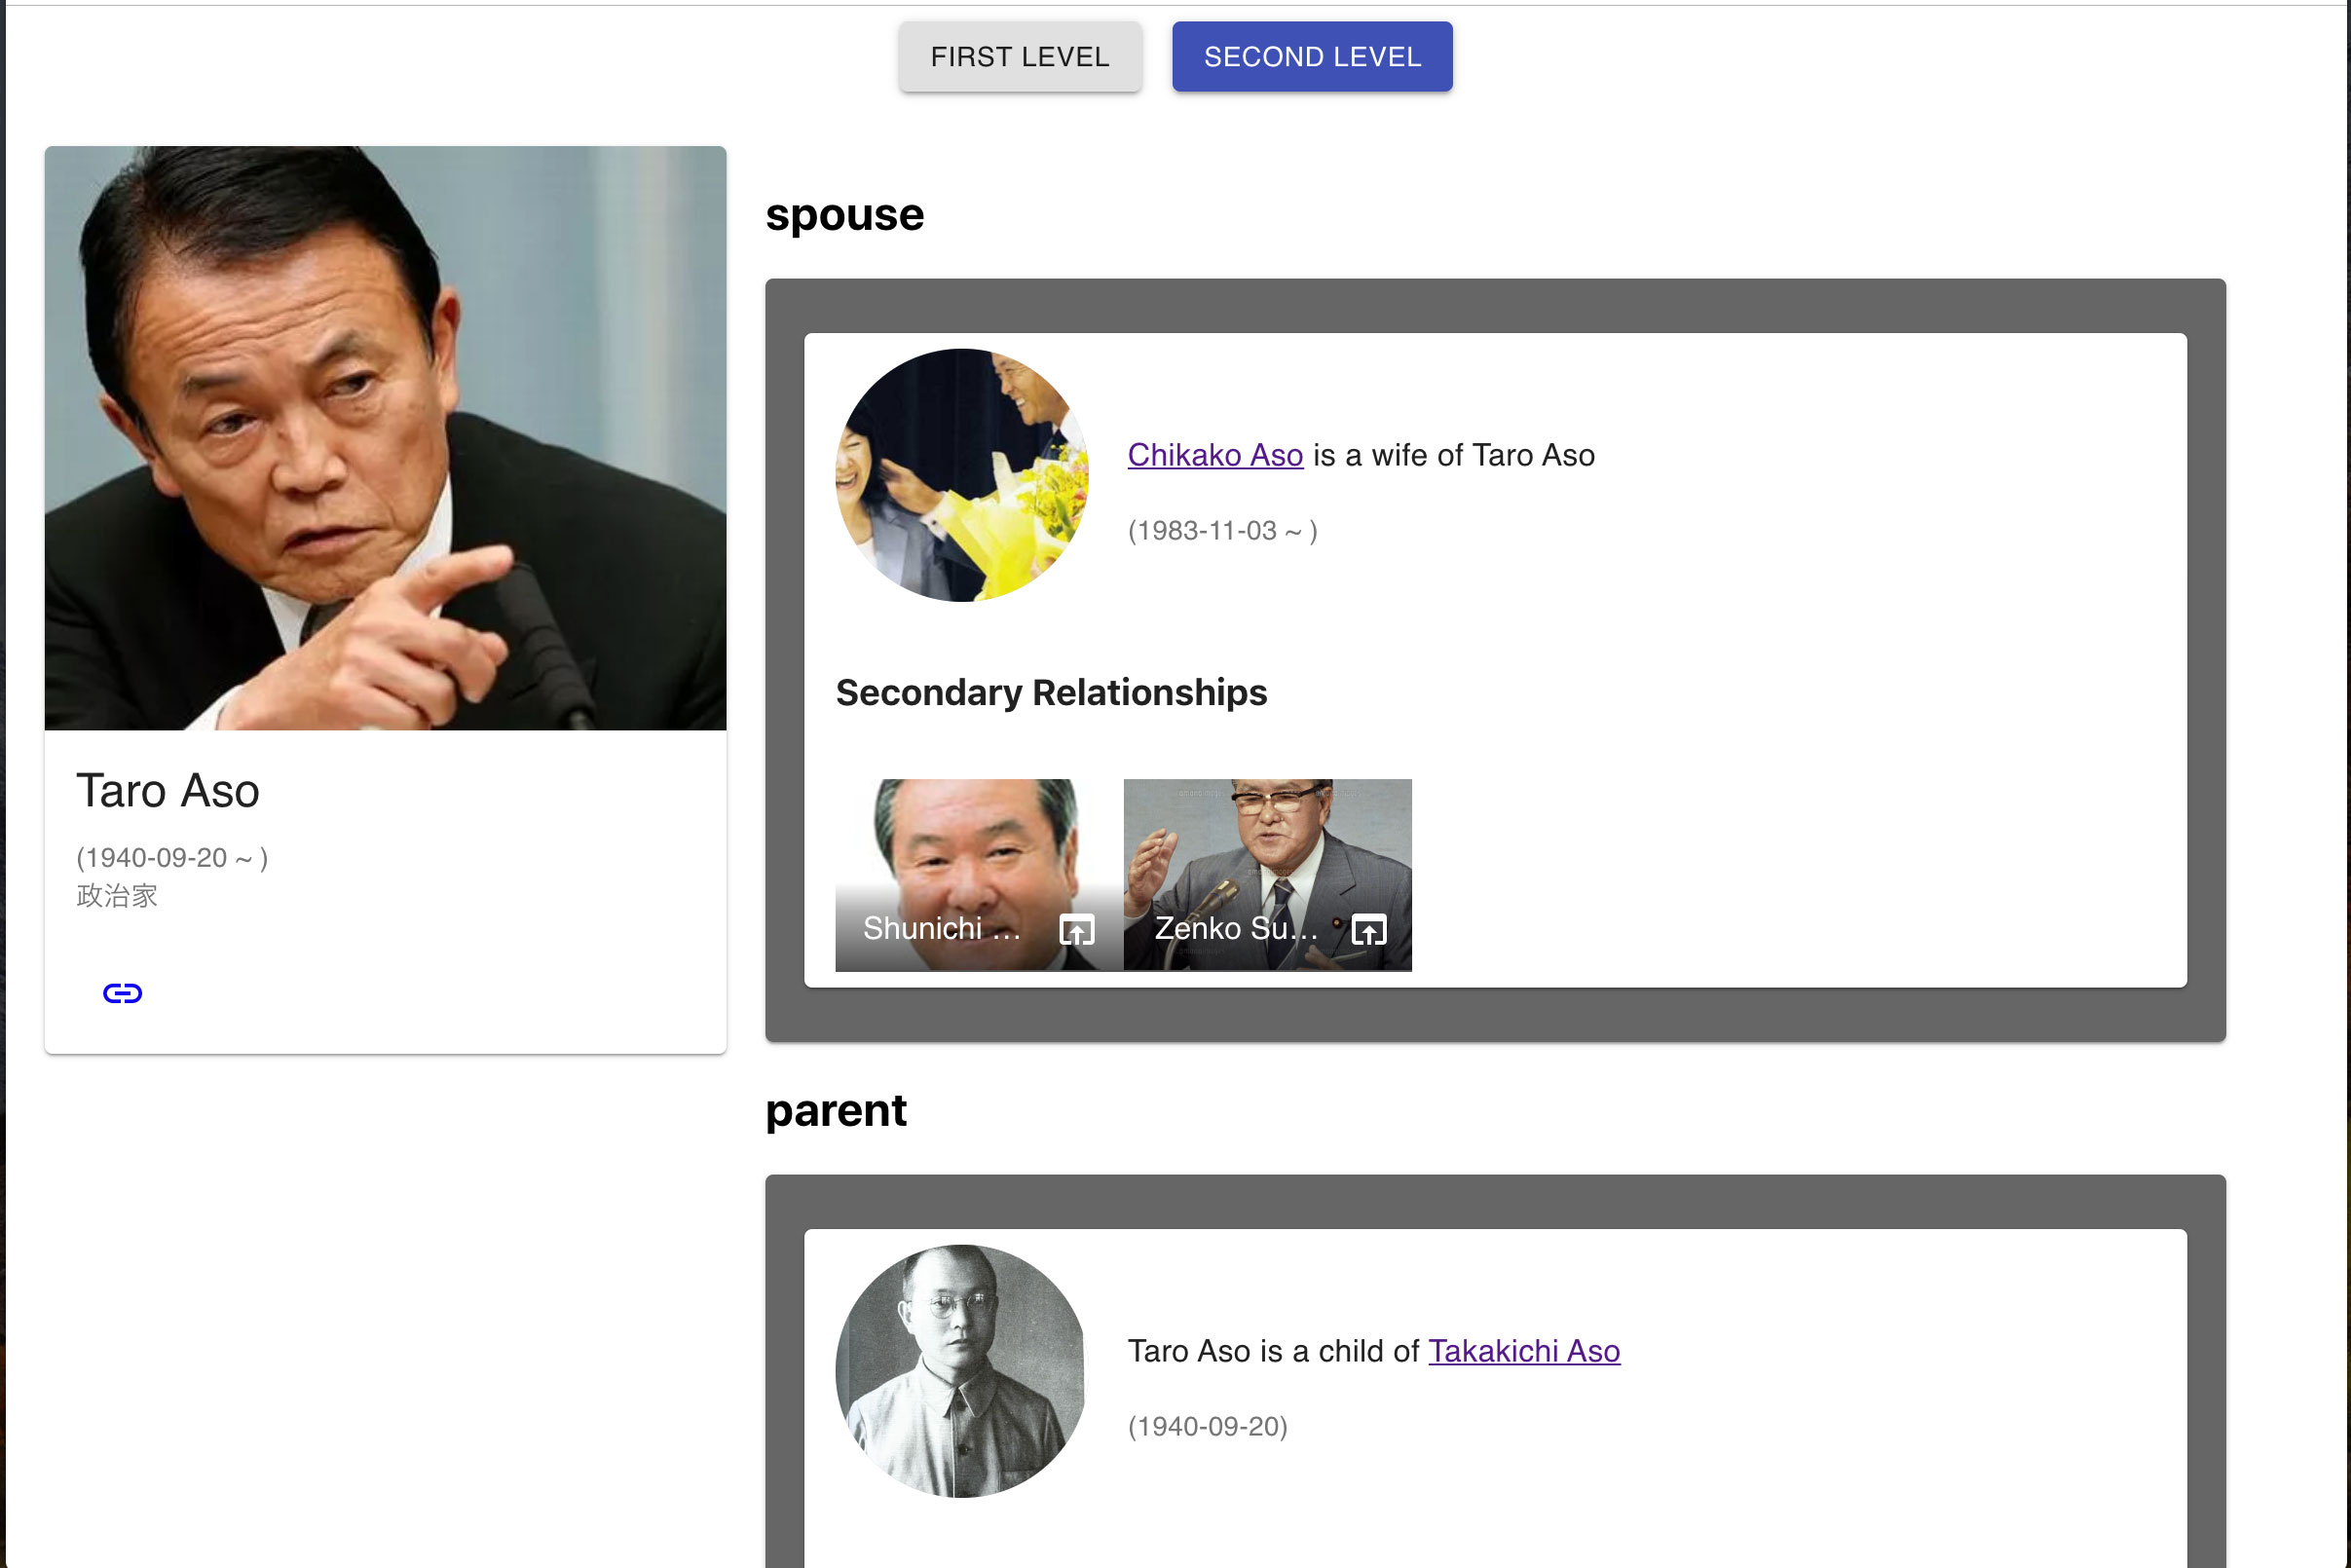 FIRST LEVEL
SECOND LEVEL
Taro Aso
(1940-09-20 ~ )
政治家
spouse
Chikako Aso is a wife of Taro Aso
(1983-11-03 ~ )
Secondary Relationships
Shunichi ...
Zenko Su...
parent
Taro Aso is a child of Takakichi Aso
(1940-09-20)